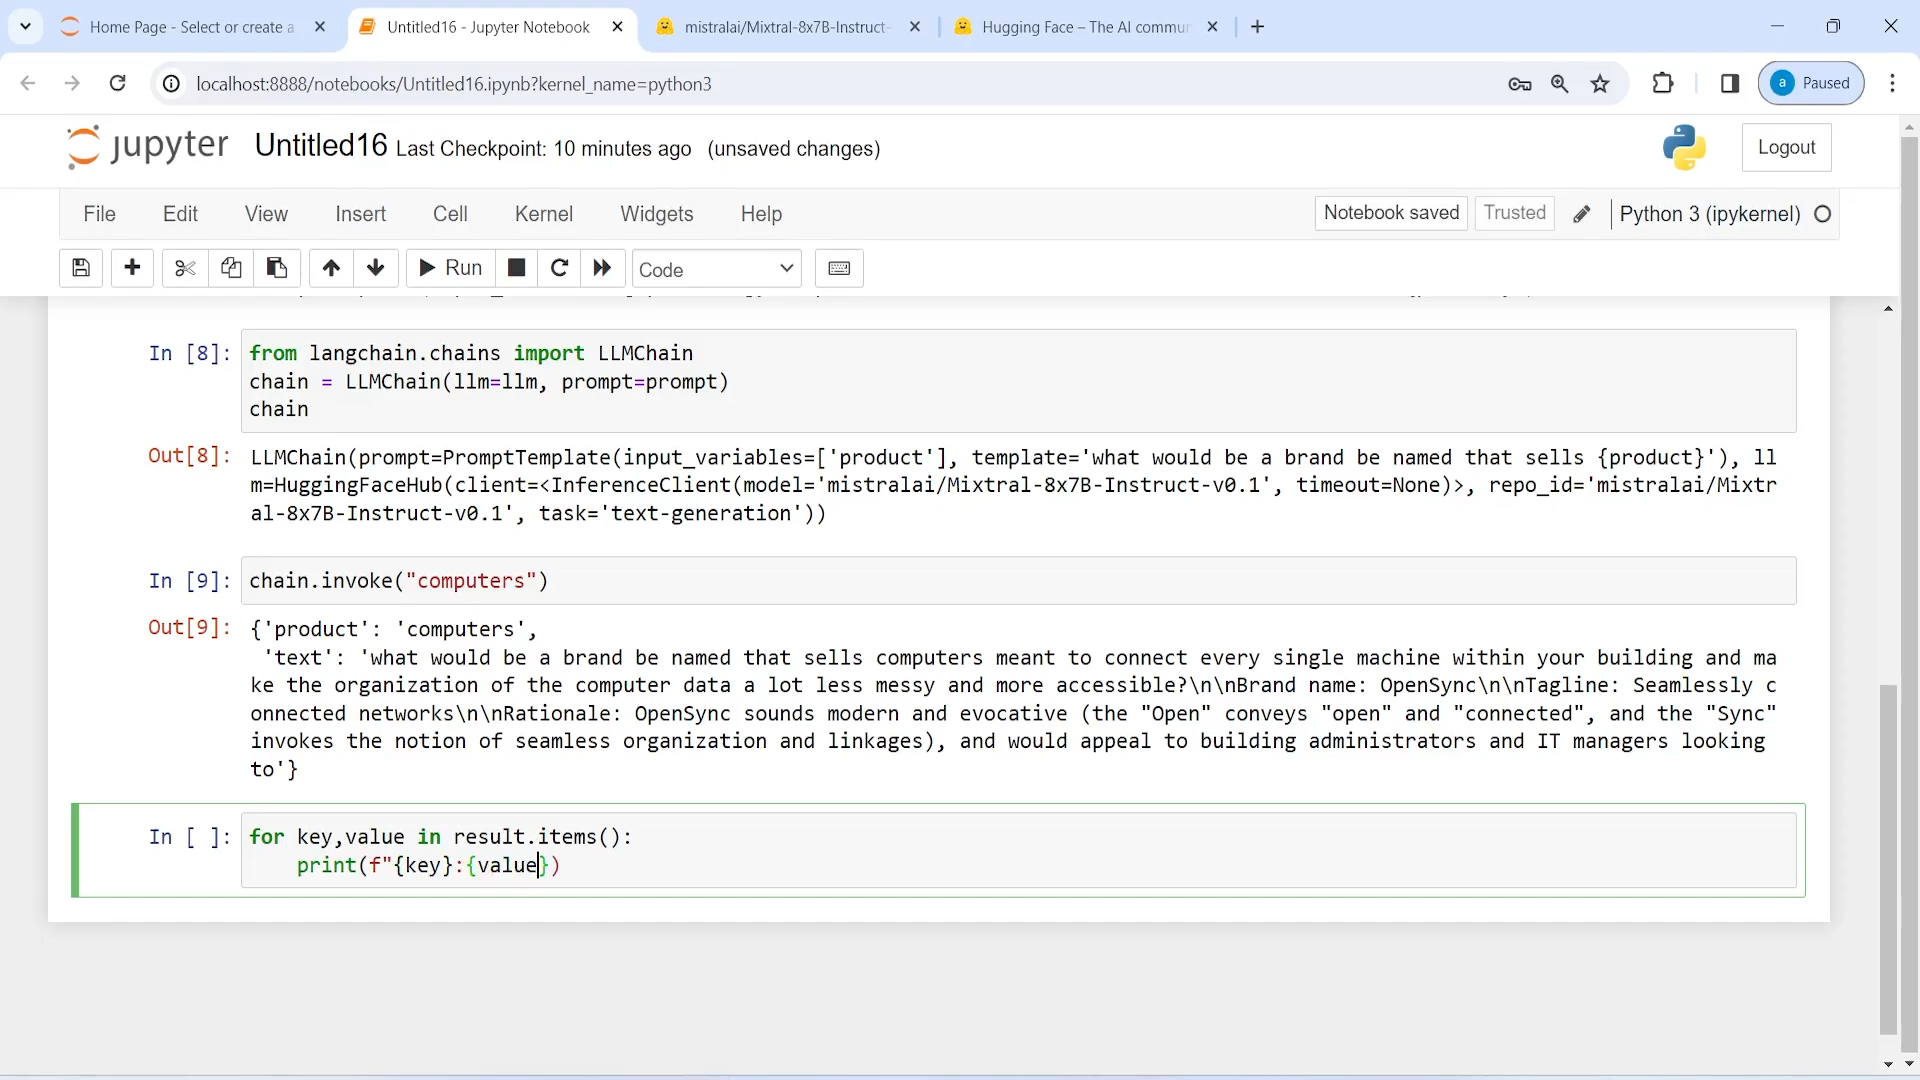 Home Page - Select or create a
Untitled16 - Jupyter Notebook
mistralai/Mixtral-8x7B-Instruct-
Hugging Face – The AI commun
localhost:8888/notebooks/Untitled16.ipynb?kernel_name=python3
a Paused
jupyter Untitled16 Last Checkpoint: 10 minutes ago (unsaved changes)
Logout
File Edit View Insert Cell Kernel Widgets Help
Notebook saved Trusted Python 3 (ipykernel)
Run Code
In [8]: from langchain.chains import LLMChain
chain = LLMChain(llm=llm, prompt=prompt)
chain
Out[8]: LLMChain(prompt=PromptTemplate(input_variables=['product'], template='what would be a brand be named that sells {product}'), ll
m=HuggingFaceHub(client=<InferenceClient(model='mistralai/Mixtral-8x7B-Instruct-v0.1', timeout=None)>, repo_id='mistralai/Mixtr
al-8x7B-Instruct-v0.1', task='text-generation'))
In [9]: chain.invoke("computers")
Out[9]: {'product': 'computers',
'text': 'what would be a brand be named that sells computers meant to connect every single machine within your building and ma
ke the organization of the computer data a lot less messy and more accessible?\n\nBrand name: OpenSync\n\nTagline: Seamlessly c
onnected networks\n\nRationale: OpenSync sounds modern and evocative (the "Open" conveys "open" and "connected", and the "Sync"
invokes the notion of seamless organization and linkages), and would appeal to building administrators and IT managers looking
to'}
In [ ]: for key,value in result.items():
print(f"{key}:{value})